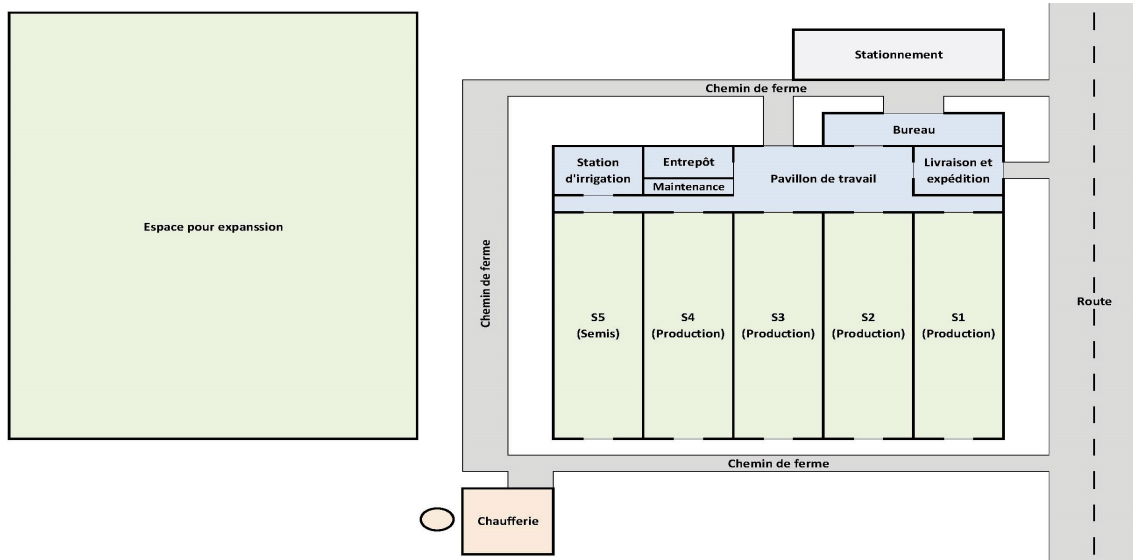 Stationnement
Chemin de ferme
Bureau
Station
d'irrigation
Entrepôt
Maintenance
Pavillon de travail
Livraison et
expédition
Espace pour expanssion
Chemin de ferme
S5
(Semis)
S4
(Production)
S3
(Production)
S2
(Production)
S1
(Production)
Route
Chemin de ferme
Chaufferie